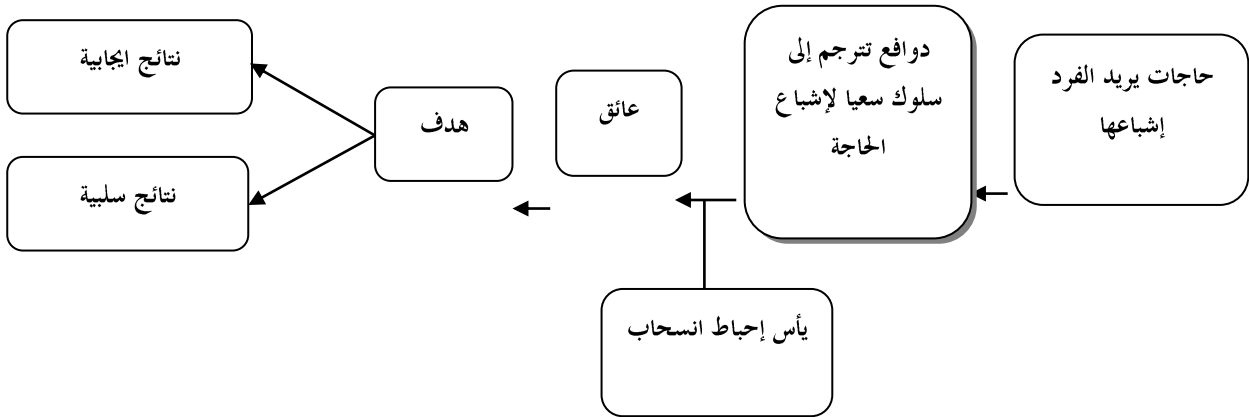 حاجات يريد الفرد
إشباعها
دوافع تترجم إلى
سلوك سعيا لإشباع
الحاجة
عائق
هدف
نتائج ايجابية
نتائج سلبية
يأس إحباط انسحاب